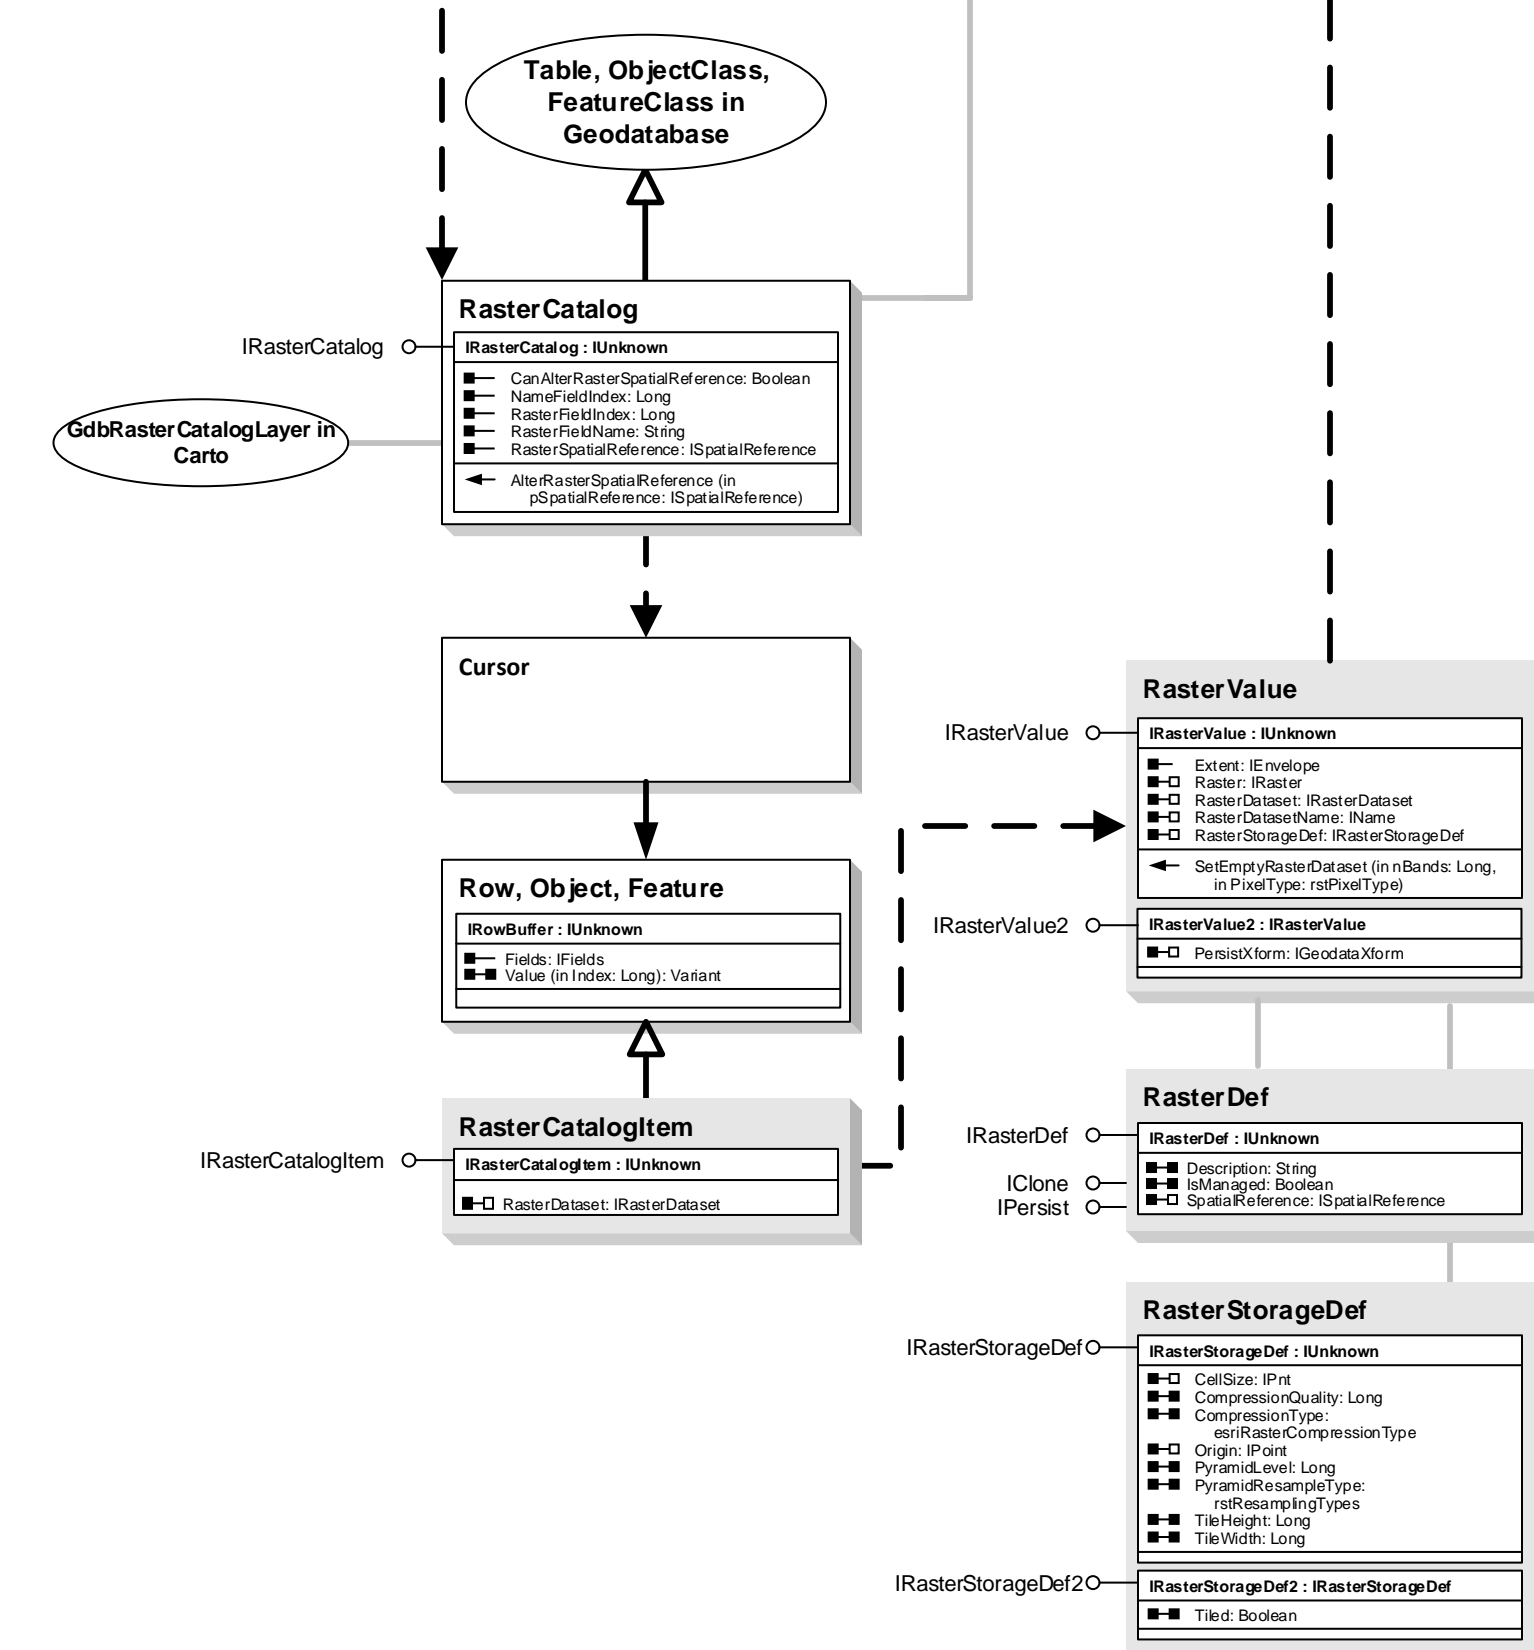 Table, ObjectClass,
FeatureClass in
Geodatabase
RasterCatalog
IRasterCatalog
IRasterCatalog : IUnknown
CanAlterRasterSpatialReference: Boolean
NameFieldIndex: Long
RasterFieldIndex: Long
RasterFieldName: String
RasterSpatialReference: ISpatialReference
AlterRasterSpatialReference (in
pSpatialReference: ISpatialReference)
GdbRasterCatalogLayer in
Carto
Cursor
Row, Object, Feature
IRowBuffer : IUnknown
Fields: IFields
Value (in Index: Long): Variant
RasterCatalogItem
IRasterCatalogItem
IRasterCatalogItem : IUnknown
RasterDataset: IRasterDataset
RasterValue
IRasterValue
IRasterValue : IUnknown
Extent: IEnvelope
Raster: IRaster
RasterDataset: IRasterDataset
RasterDatasetName: IName
RasterStorageDef: IRasterStorageDef
SetEmptyRasterDataset (in nBands: Long,
in PixelType: rstPixelType)
IRasterValue2
IRasterValue2 : IRasterValue
PersistXform: IGeodataXform
RasterDef
IRasterDef
IRasterDef : IUnknown
Description: String
IsManaged: Boolean
SpatialReference: ISpatialReference
IClone
IPersist
RasterStorageDef
IRasterStorageDef
IRasterStorageDef : IUnknown
CellSize: IPnt
CompressionQuality: Long
CompressionType:
esriRasterCompressionType
Origin: IPoint
PyramidLevel: Long
PyramidResampleType:
rstResamplingTypes
TileHeight: Long
TileWidth: Long
IRasterStorageDef2
IRasterStorageDef2 : IRasterStorageDef
Tiled: Boolean